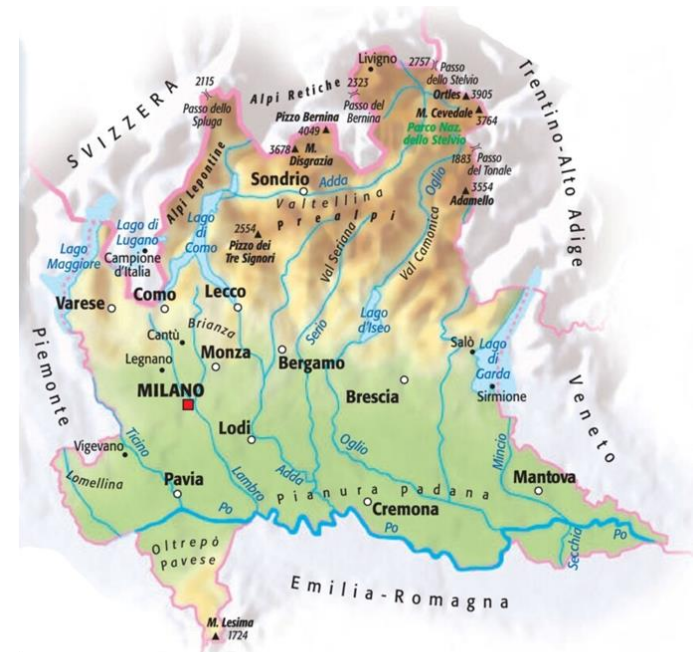 SVIZZERA
2115
Passo dello
Spluga
Alpi Retiche
Livigno
2323
Passo del
Bernina
2757
Passo
dello Stelvio
Ortles 3905
M. Cevedale
3764
Parco Naz.
dello Stelvio
Pizzo Bernina
4049
3678 M.
Disgrazia
1883 Passo
del Tonale
3554
Adamello
Trentino-Alto Adige
Alpi Lepontine
Sondrio
Adda
Valtellina
Prealpi
Oglio
Lago
di
Como
2554
Pizzo dei
Tre Signori
Val Seriana
Val Camonica
Lago di
Lugano
Campione
d'Italia
Lago
Maggiore
Varese
Como
Lecco
Brianza
Cantù
Legnano
Monza
MILANO
Serio
Bergamo
Lago
d'Iseo
Brescia
Salò
Lago
di
Garda
Sirmione
Piemonte
Veneto
Lodi
Vigevano
Ticino
Lomellina
Pavia
Lambro
Adda
Oglio
Mincio
Mantova
Pianura padana
Cremona
Po
Po
Po
Secchia
Oltrepò
Pavese
Emilia-Romagna
M. Lesima
1724